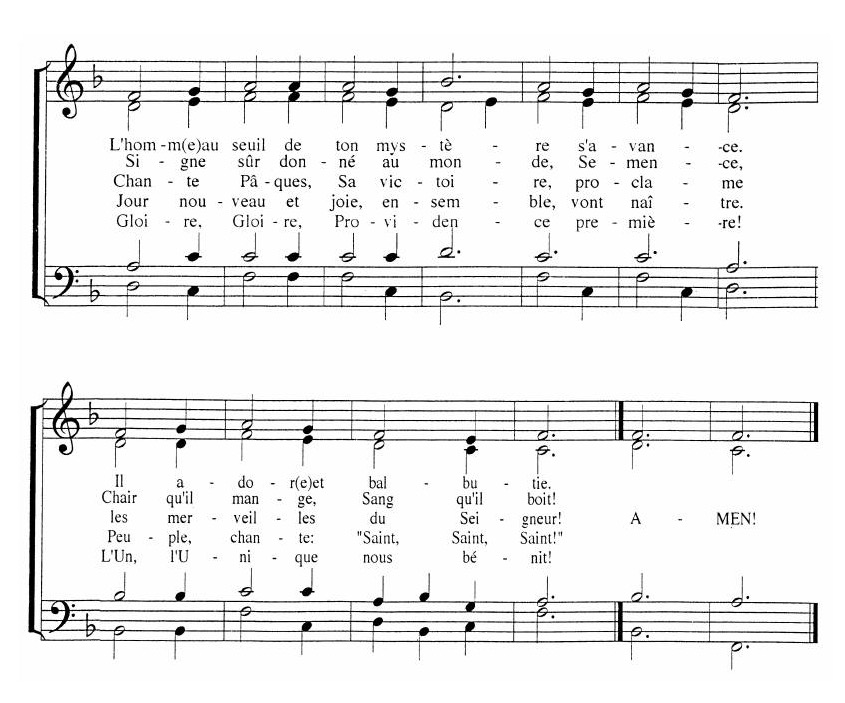 L'hom - m(e)au seuil de ton mys - tè - re s'a - van - -ce.
Si - gne sûr don - né au mon - de, Se - men - -ce,
Chan - te Pâ - ques, Sa vic - toi - re, pro - cla - me
Jour nou - veau et joie, en - sem - ble, vont naî - tre.
Gloi - re, Gloi - re, Pro - vi - den - ce pre - miè - -re!
Il a - do - r(e)et bal - bu - tie.
Chair qu'il man - ge, Sang qu'il boit!
les mer - veil - les du Sei - gneur! A - MEN!
Peu - ple, chan - te: "Saint, Saint, Saint!"
L'Un, l'U - ni - que nous bé - nit!